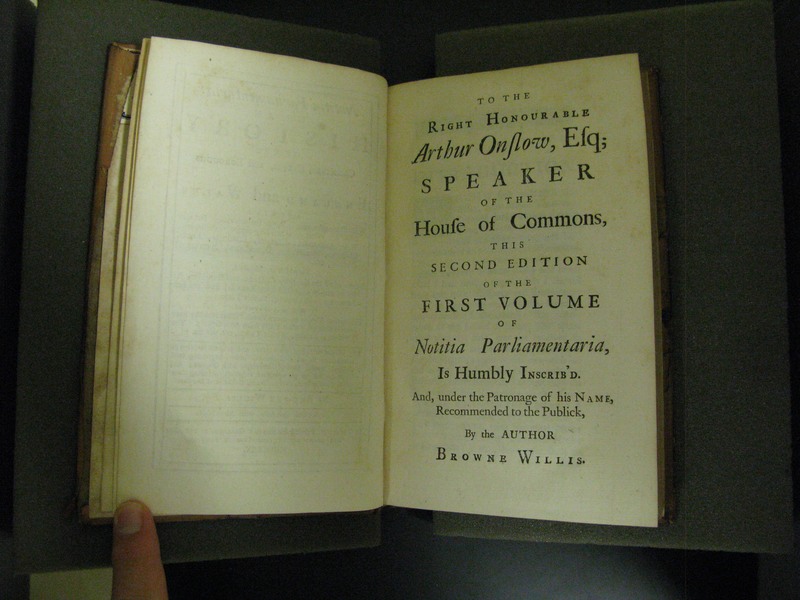 TO THE
RIGHT HONOURABLE
Arthur Onſlow, Eſq;
SPEAKER
OF THE
Houſe of Commons,
THIS
SECOND EDITION
OF THE
FIRST VOLUME
OF
Notitia Parliamentaria,
Is Humbly INSCRIB'D.
And, under the Patronage of his NAME,
Recommended to the Publick,
By the AUTHOR
BROWNE WILLIS.